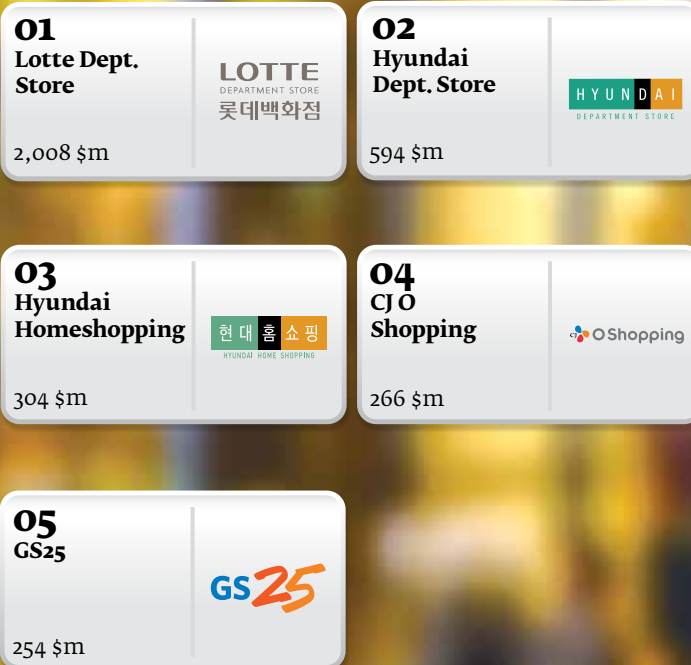 01
Lotte Dept.
Store
2,008 $m
LOTTE
DEPARTMENT STORE
롯데백화점
02
Hyundai
Dept. Store
594 $m
HYUNDAI
DEPARTMENT STORE
03
Hyundai
Homeshopping
304 $m
현대홈쇼핑
HYUNDAI HOME SHOPPING
04
CJ O
Shopping
266 $m
CJ O Shopping
05
GS25
254 $m
GS25